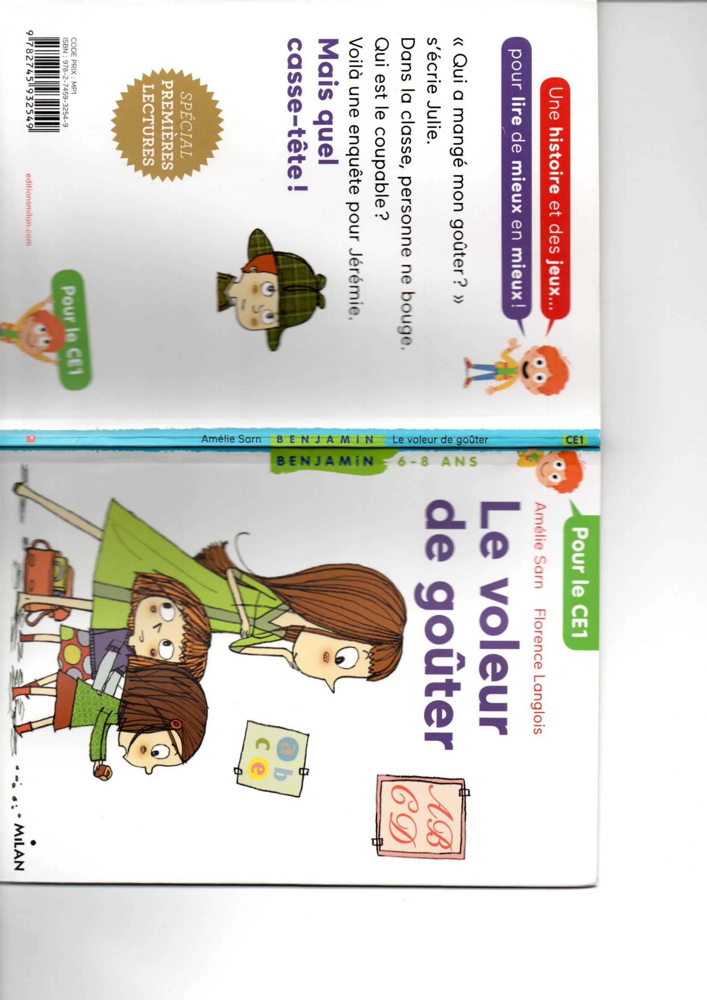 Une histoire et des jeux...
pour lire de mieux en mieux !
« Qui a mangé mon goûter ? »
s'écrie Julie.
Dans la classe, personne ne bouge.
Qui est le coupable ?
Voilà une enquête pour Jérémie.
Mais quel
casse-tête !
SPÉCIAL
PREMIÈRES
LECTURES
Pour le CE1
CODE PRIX : MP1
ISBN : 978-2-7459-3254-9
9 782745 932549
editionsmilan.com
CE1
Le voleur de goûter
BENJAMiN
Amélie Sarn
Pour le CE1
6-8 ANS
BENJAMiN
Amélie Sarn Florence Langlois
Le voleur
de goûter
A B
C D
a b
c e
MiLAN